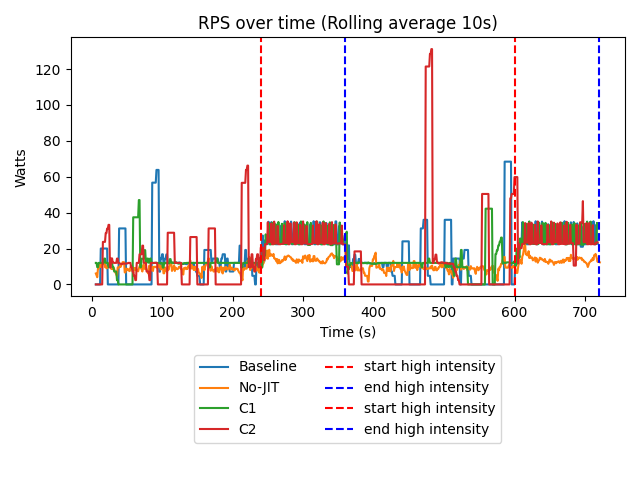 RPS over time (Rolling average 10s)
Watts
120
100
80
60
40
20
0
0 100 200 300 400 500 600 700
Time (s)
Baseline start high intensity
No-JIT end high intensity
C1 start high intensity
C2 end high intensity